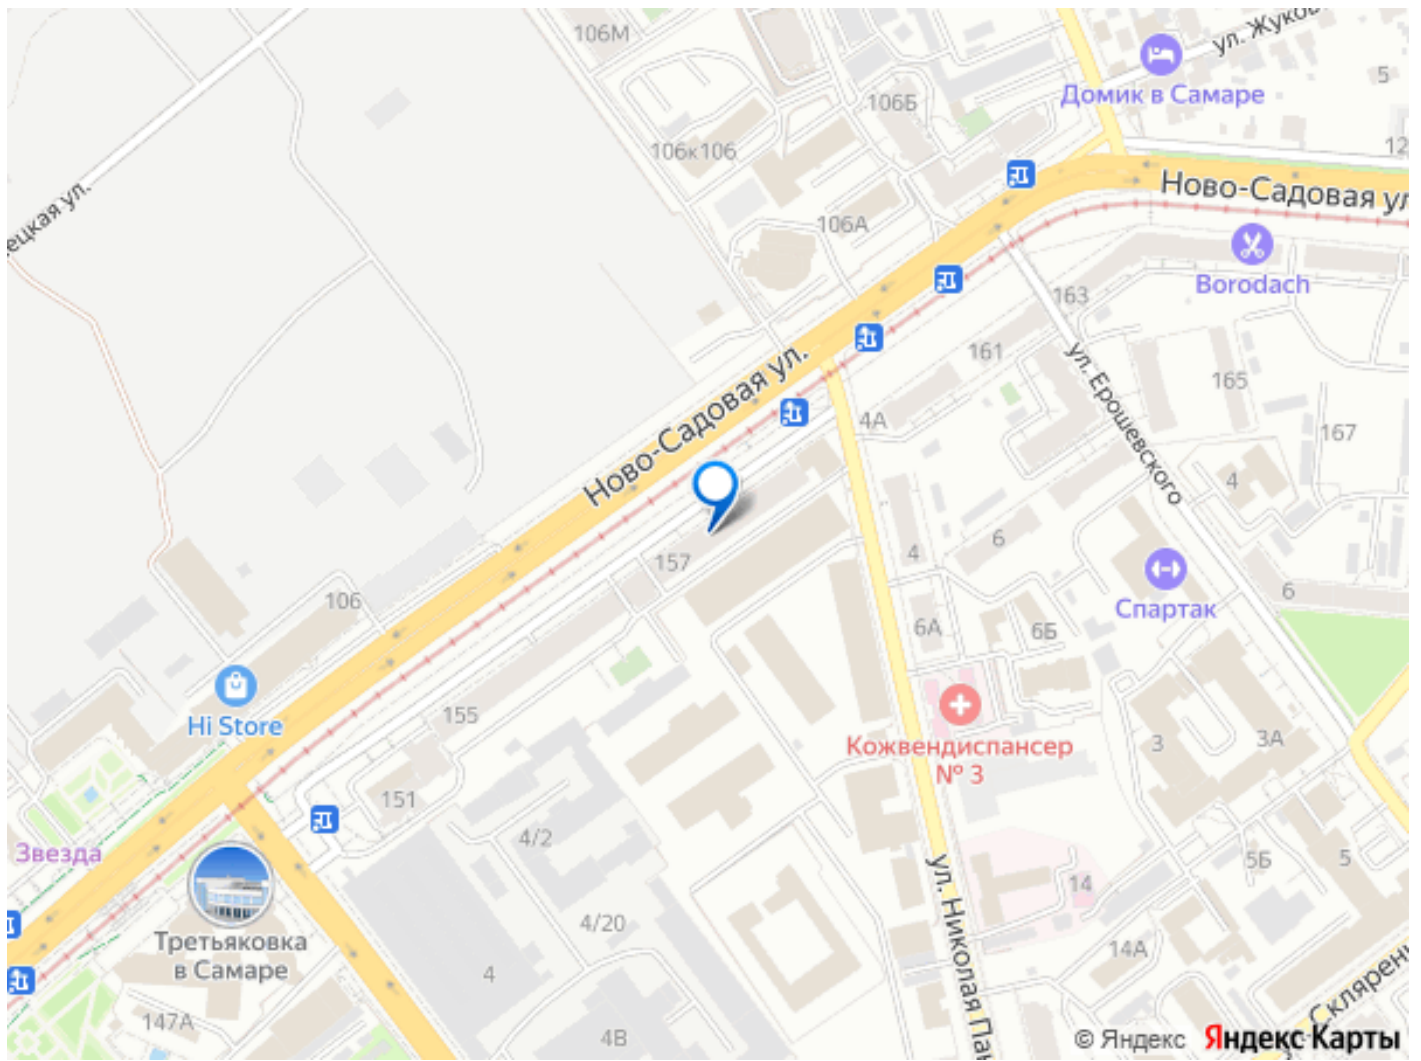 106М
ул. Жуков
5
Домик в Самаре
106Б
106к106
12
Ново-Садовая ул
ецкая ул.
106А
Borodach
163
161
ул. Ерошевского
165
Ново-Садовая ул.
4А
167
4
157
4
6
Спартак
6
106
6А
6Б
Hi Store
155
Кожвендиспансер
№ 3
3
3А
151
4/2
Звезда
5Б
5
ул. Николая Пан
14
4/20
Третьяковка
в Самаре
14А
4
Скляренк
147А
4В
© Яндекс
Яндекс Карты